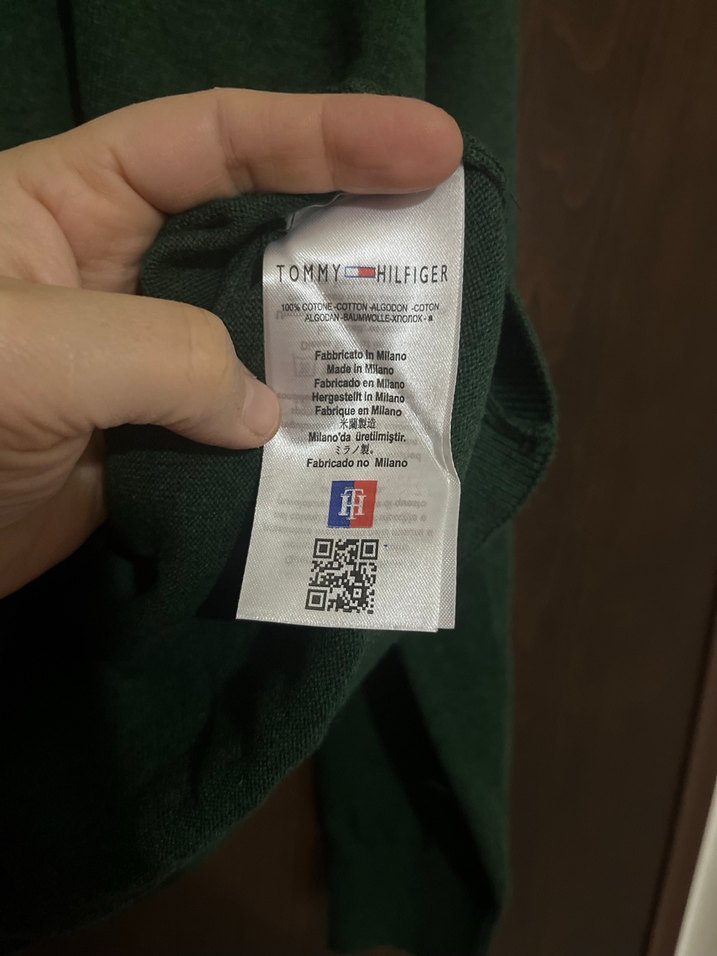 TOMMY HILFIGER
100% COTONE -COTTON -ALGODON -COTON
ALGODAN -BAUMWOLLE-ХПОПОК - a
Fabbricato in Milano
Made in Milano
Fabricado en Milano
Hergestellt in Milano
Fabrique en Milano
米蘭製造
Milano'da üretilmiştir.
ミラノ製。
Fabricado no Milano
TH